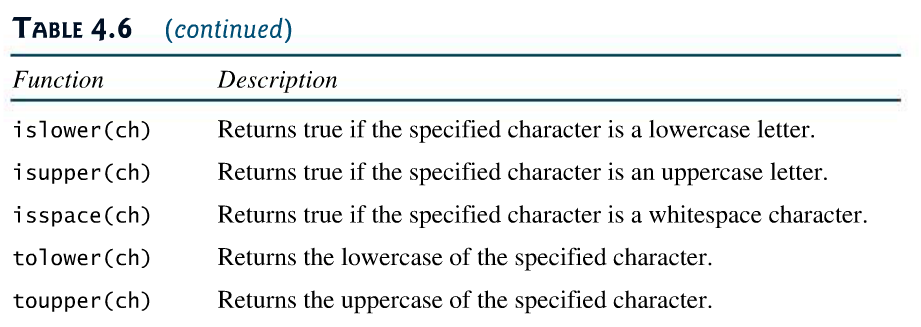 TABLE 4.6 (continued)
Function Description
islower(ch) Returns true if the specified character is a lowercase letter.
isupper(ch) Returns true if the specified character is an uppercase letter.
isspace(ch) Returns true if the specified character is a whitespace character.
tolower(ch) Returns the lowercase of the specified character.
toupper(ch) Returns the uppercase of the specified character.